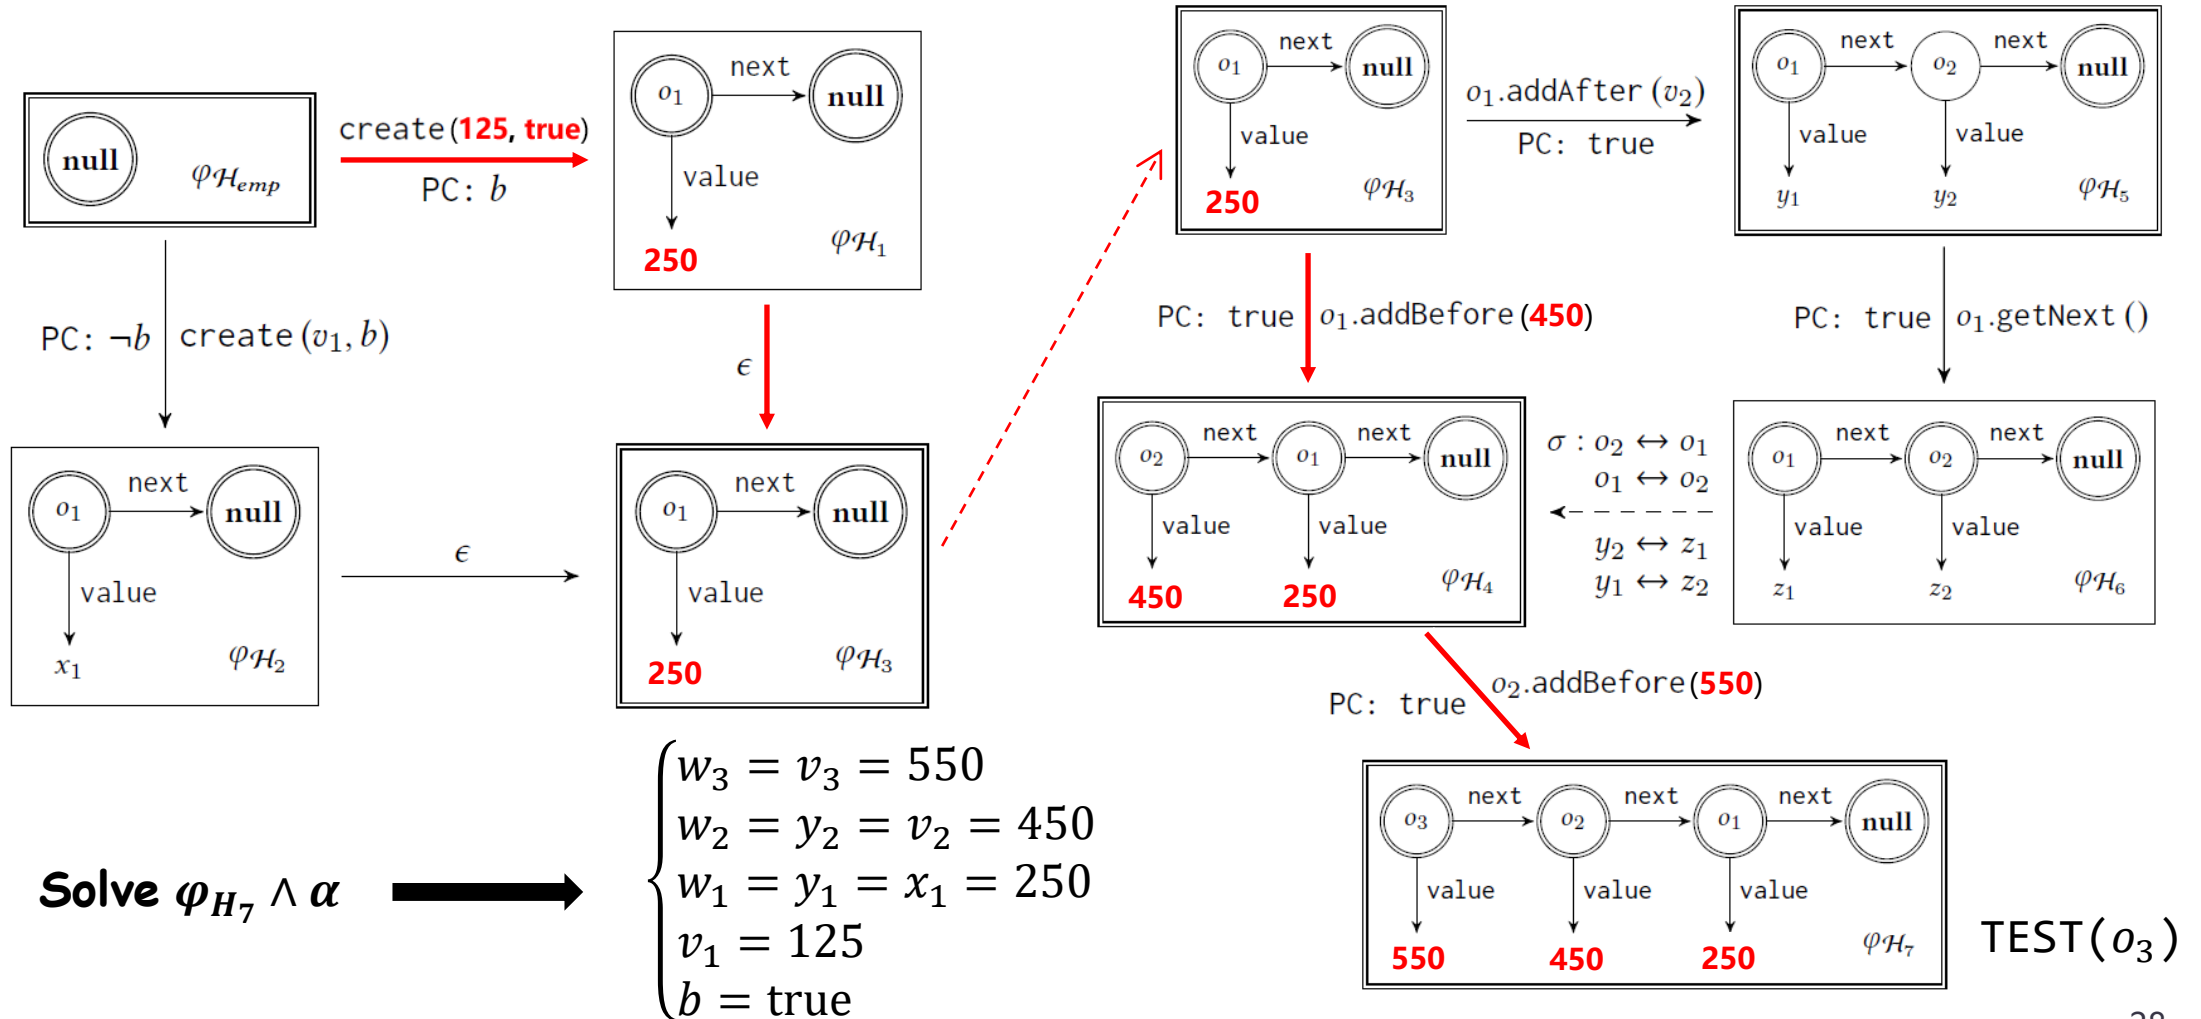 null
φ𝓗emp
create(125, true)
PC: b
o₁ next null
value
250
φ𝓗₁
PC: ¬b create(v₁, b)
ϵ
o₁ next null
value
x₁
φ𝓗₂
ϵ
o₁ next null
value
250
φ𝓗₃
o₁ next null
value
250
φ𝓗₃
o₁.addAfter(v₂)
PC: true
o₁ next o₂ next null
value value
y₁ y₂
φ𝓗₅
PC: true o₁.addBefore(450)
PC: true o₁.getNext()
o₂ next o₁ next null
value value
450 250
φ𝓗₄
σ : o₂ ↔ o₁
o₁ ↔ o₂
y₂ ↔ z₁
y₁ ↔ z₂
o₁ next o₂ next null
value value
z₁ z₂
φ𝓗₆
PC: true o₂.addBefore(550)
o₃ next o₂ next o₁ next null
value value value
550 450 250
φ𝓗₇
TEST(o₃)
Solve φH₇ ∧ α
w₃ = v₃ = 550
w₂ = y₂ = v₂ = 450
w₁ = y₁ = x₁ = 250
v₁ = 125
b = true